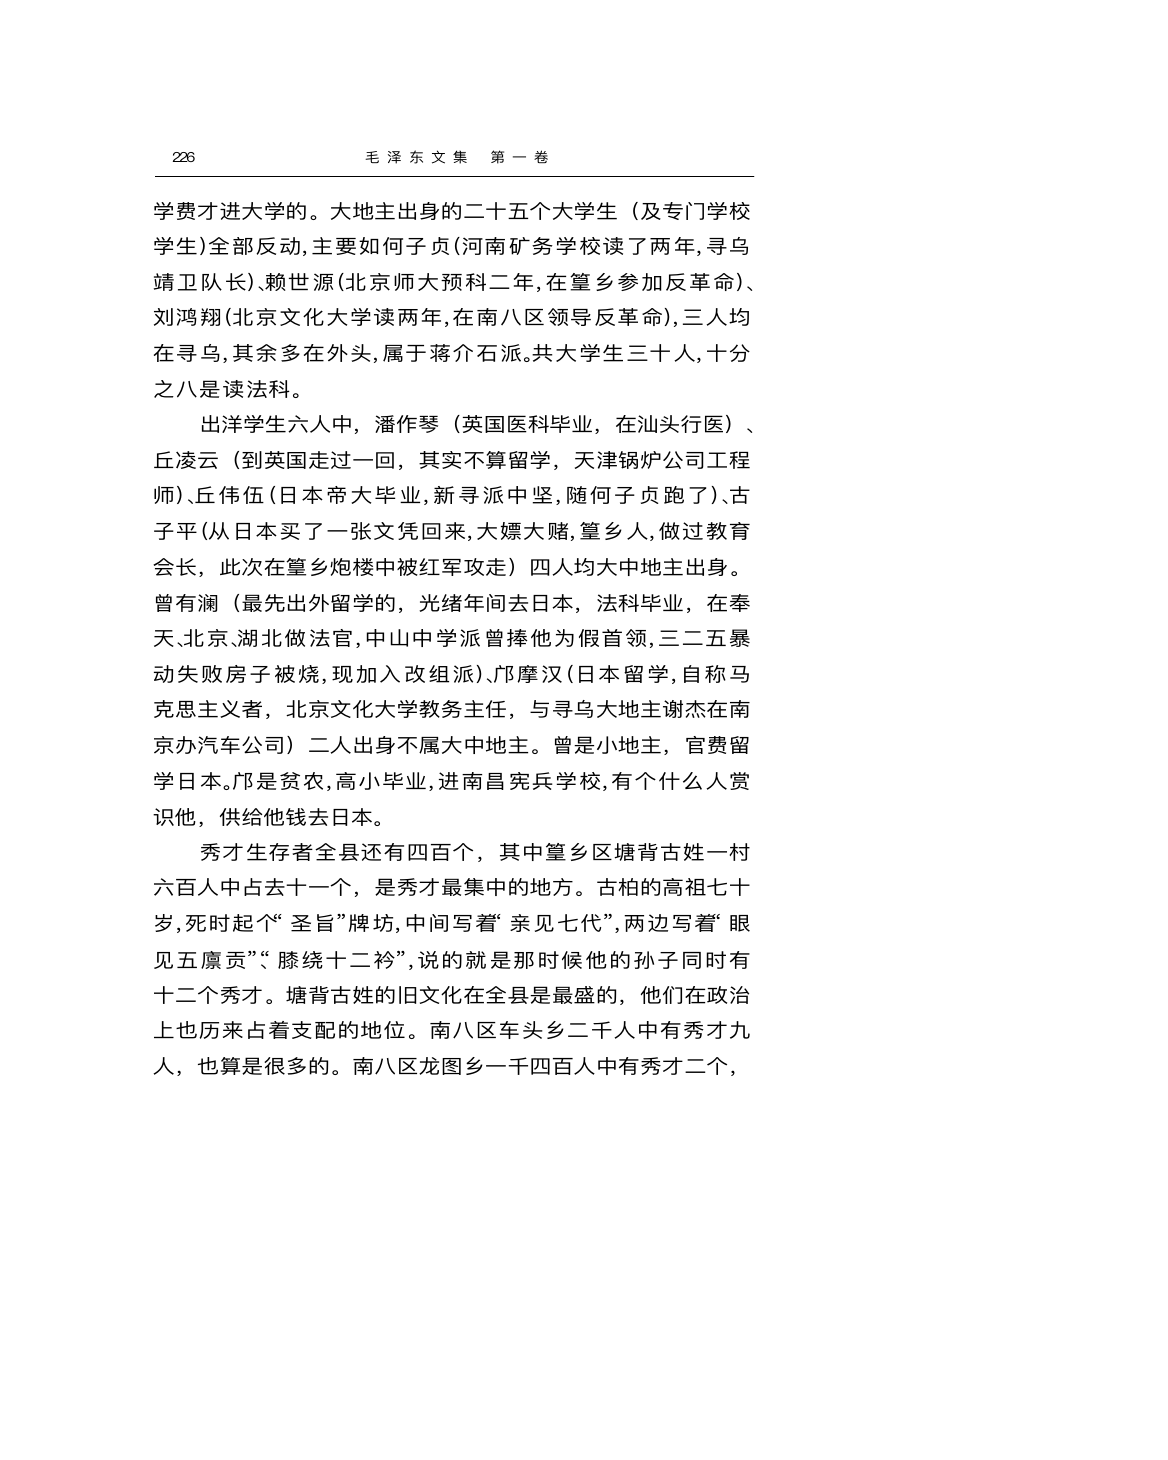 226 毛泽东文集 第一卷
学费才进大学的。大地主出身的二十五个大学生（及专门学校
学生)全部反动,主要如何子贞(河南矿务学校读了两年,寻乌
靖卫队长)、赖世源(北京师大预科二年,在篁乡参加反革命)、
刘鸿翔(北京文化大学读两年,在南八区领导反革命),三人均
在寻乌,其余多在外头,属于蒋介石派。共大学生三十人,十分
之八是读法科。
出洋学生六人中，潘作琴（英国医科毕业，在汕头行医）、
丘凌云（到英国走过一回，其实不算留学，天津锅炉公司工程
师)、丘伟伍(日本帝大毕业,新寻派中坚,随何子贞跑了)、古
子平(从日本买了一张文凭回来,大嫖大赌,篁乡人,做过教育
会长，此次在篁乡炮楼中被红军攻走）四人均大中地主出身。
曾有澜（最先出外留学的，光绪年间去日本，法科毕业，在奉
天、北京、湖北做法官,中山中学派曾捧他为假首领,三二五暴
动失败房子被烧,现加入改组派)、邝摩汉(日本留学,自称马
克思主义者，北京文化大学教务主任，与寻乌大地主谢杰在南
京办汽车公司）二人出身不属大中地主。曾是小地主，官费留
学日本。邝是贫农,高小毕业,进南昌宪兵学校,有个什么人赏
识他，供给他钱去日本。
秀才生存者全县还有四百个，其中篁乡区塘背古姓一村
六百人中占去十一个，是秀才最集中的地方。古柏的高祖七十
岁,死时起个“圣旨”牌坊,中间写着“亲见七代”,两边写着“眼
见五廪贡”、“膝绕十二衿”,说的就是那时候他的孙子同时有
十二个秀才。塘背古姓的旧文化在全县是最盛的，他们在政治
上也历来占着支配的地位。南八区车头乡二千人中有秀才九
人，也算是很多的。南八区龙图乡一千四百人中有秀才二个，